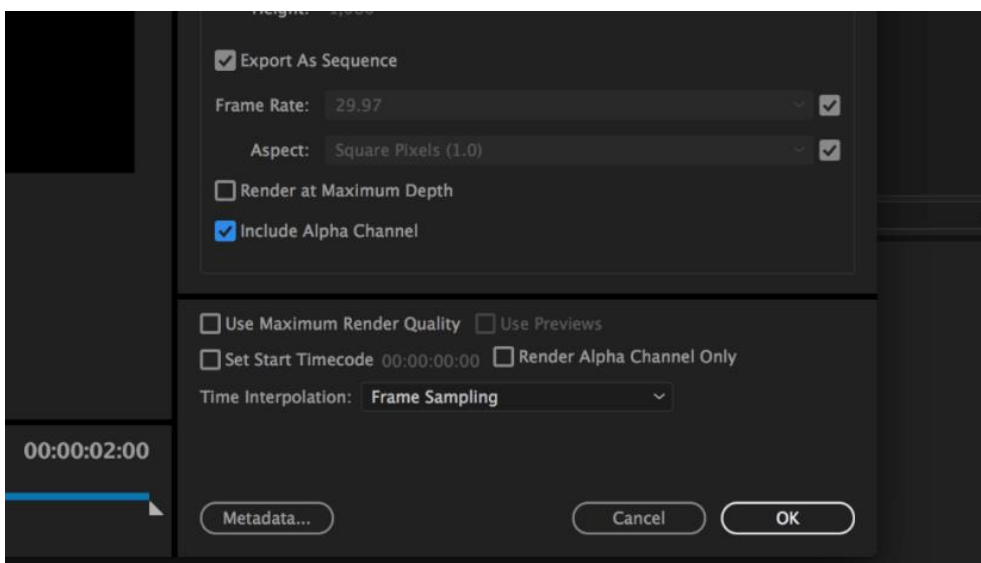 Export As Sequence
Frame Rate: 29.97
Aspect: Square Pixels (1.0)
Render at Maximum Depth
Include Alpha Channel
Use Maximum Render Quality Use Previews
Set Start Timecode 00:00:00:00 Render Alpha Channel Only
Time Interpolation: Frame Sampling
00:00:02:00
Metadata... Cancel OK